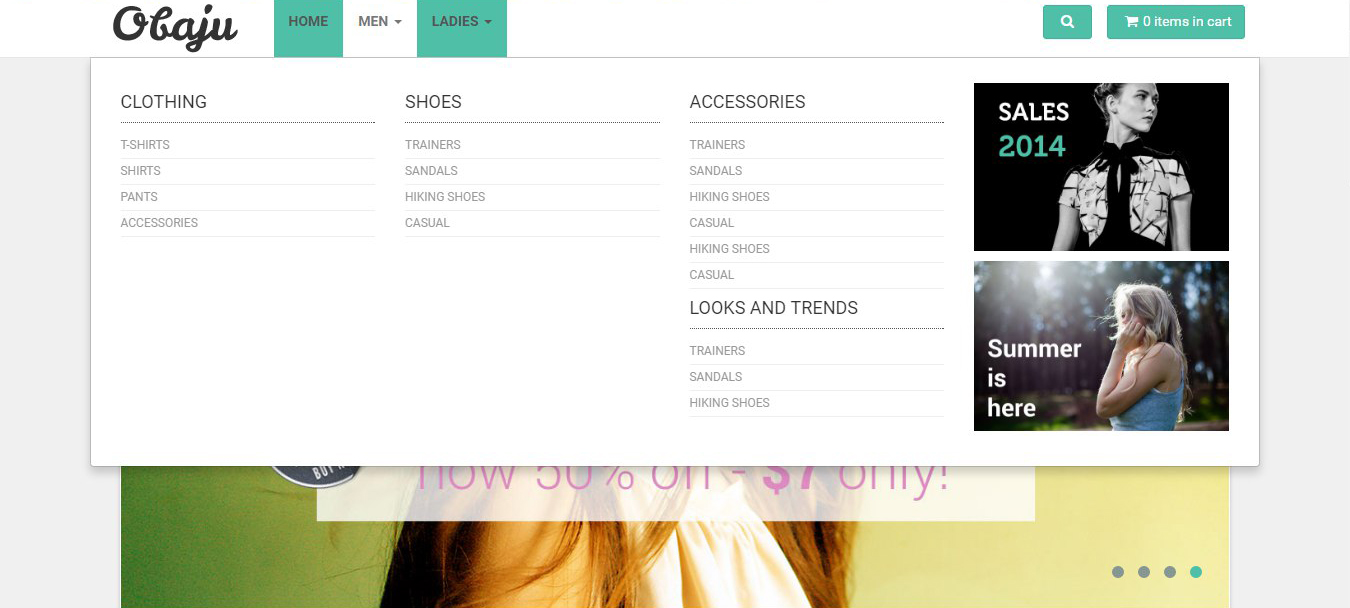 Obaju
HOME
MEN
LADIES
0 items in cart
CLOTHING
T-SHIRTS
SHIRTS
PANTS
ACCESSORIES
SHOES
TRAINERS
SANDALS
HIKING SHOES
CASUAL
ACCESSORIES
TRAINERS
SANDALS
HIKING SHOES
CASUAL
HIKING SHOES
CASUAL
LOOKS AND TRENDS
TRAINERS
SANDALS
HIKING SHOES
SALES
2014
Summer
is
here
BUY
now 50% off - $7 only!